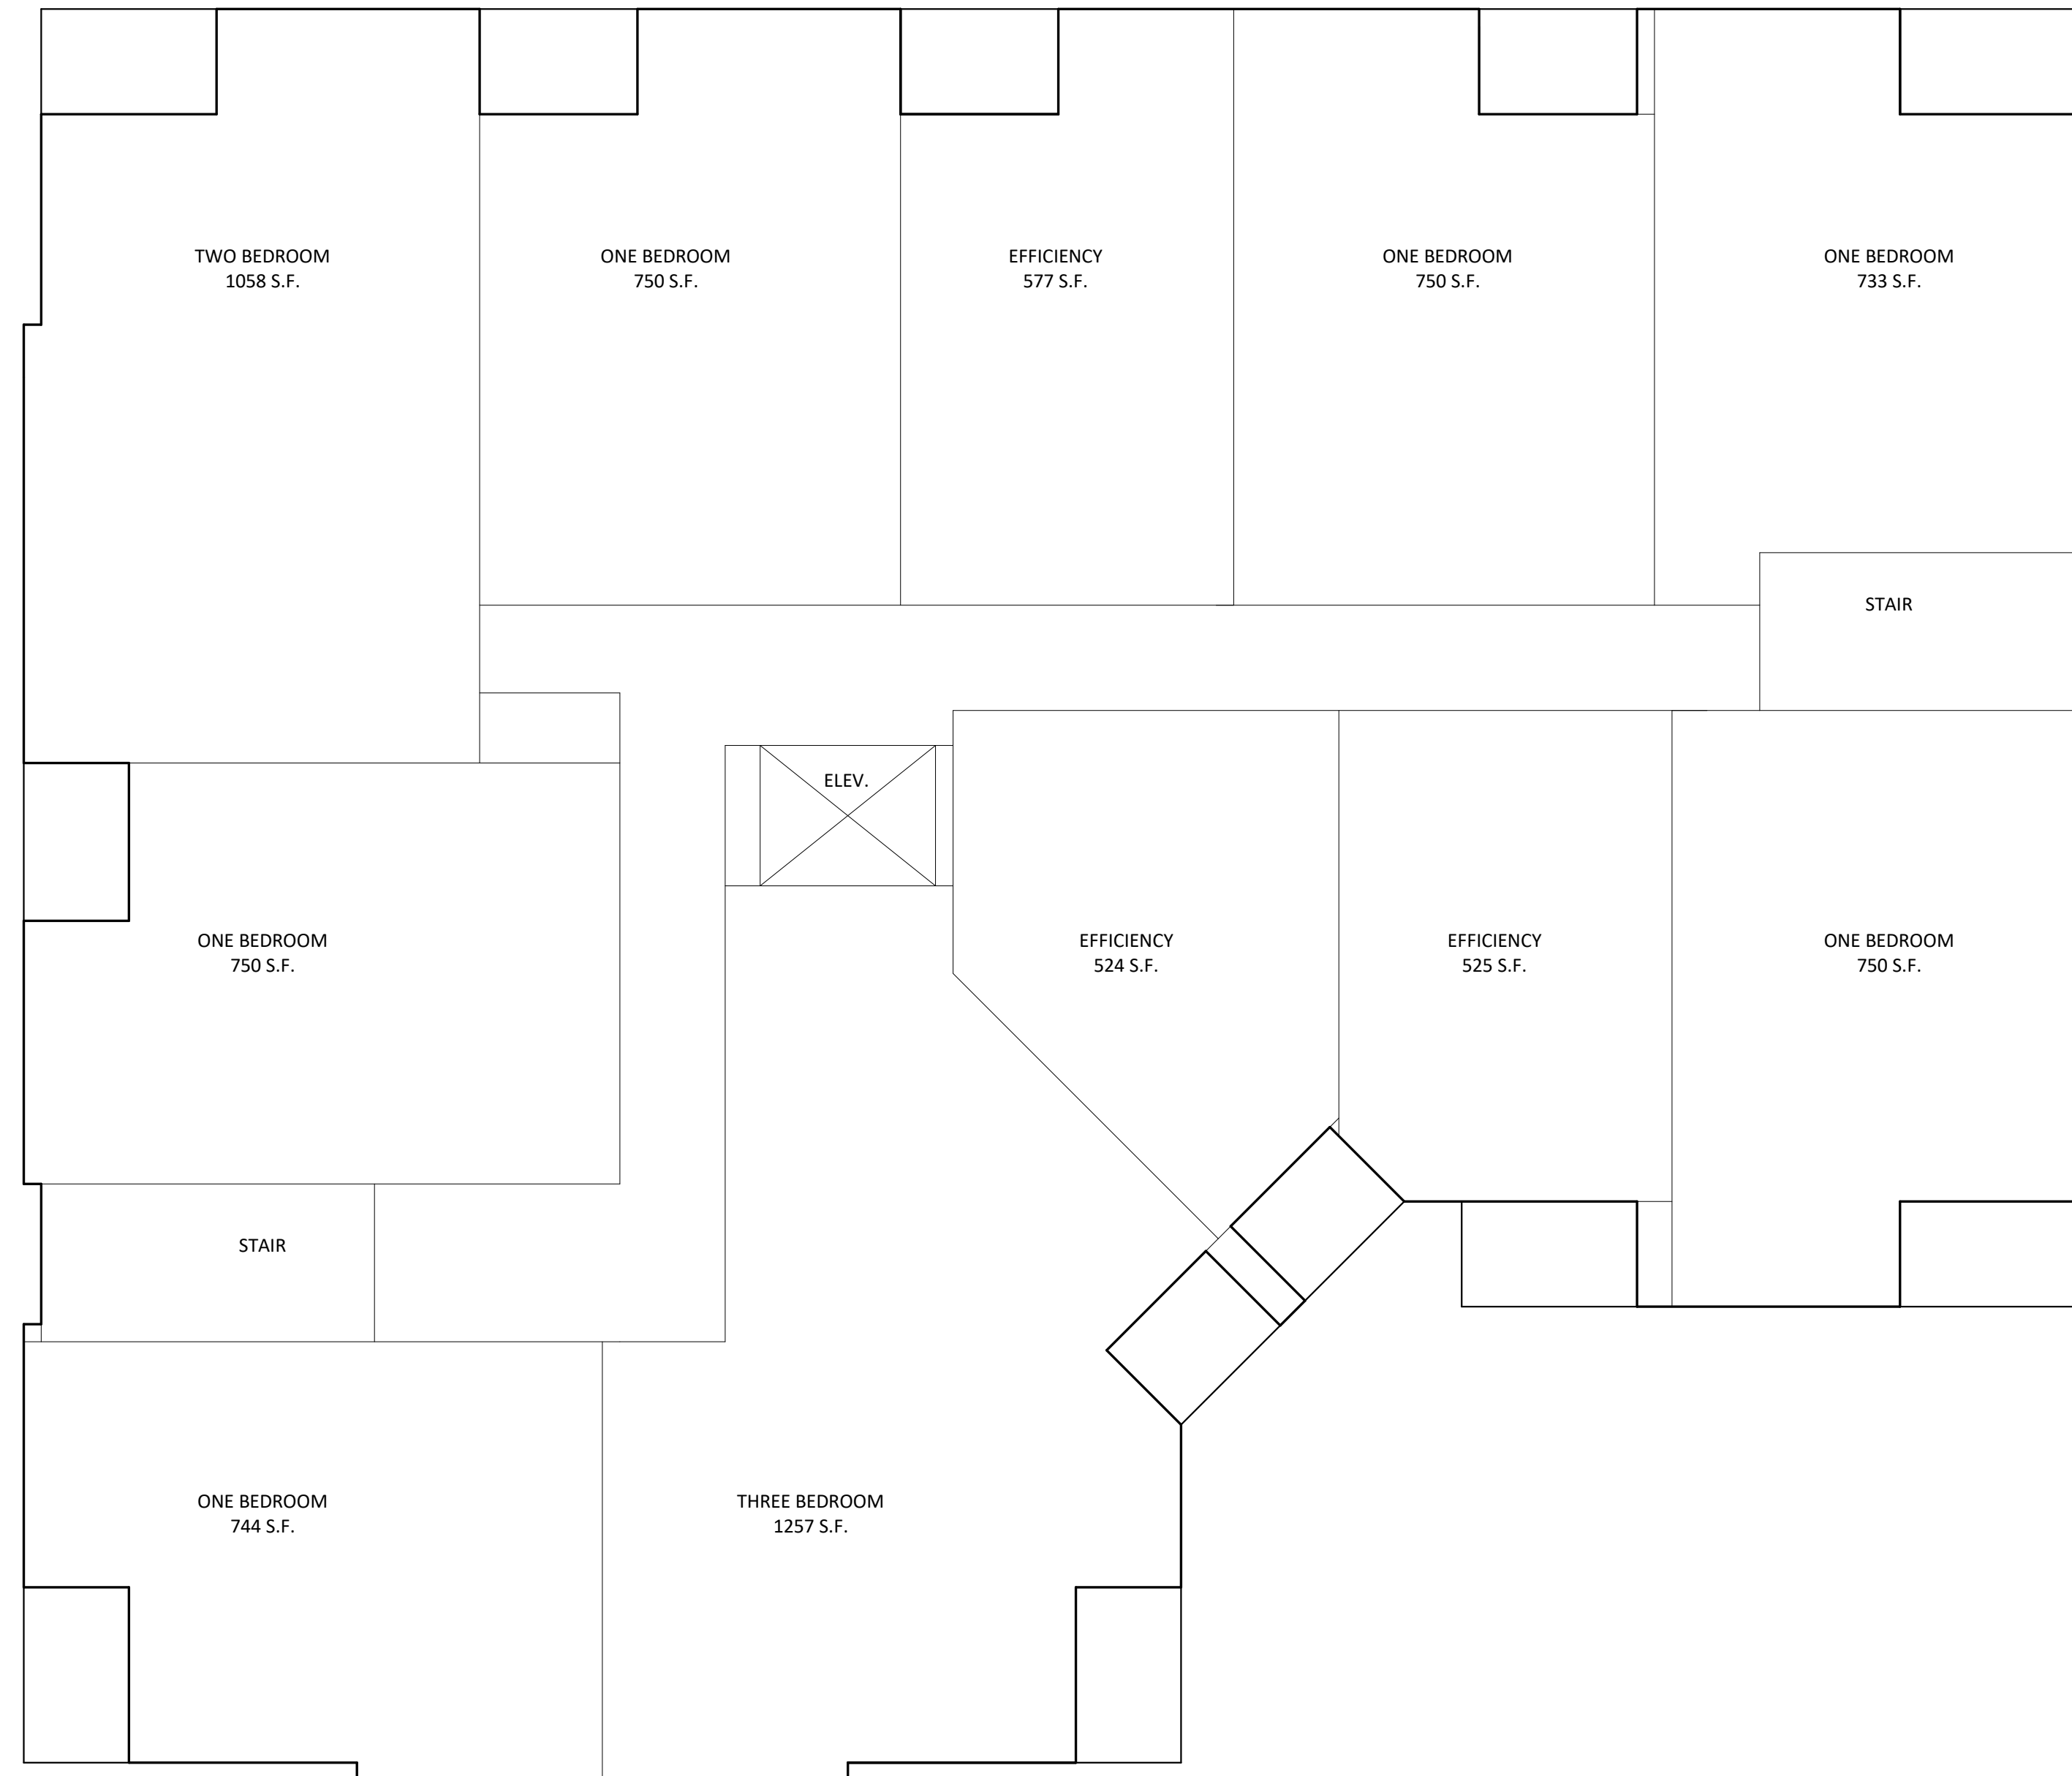 TWO BEDROOM
1058 S.F.
ONE BEDROOM
750 S.F.
EFFICIENCY
577 S.F.
ONE BEDROOM
750 S.F.
ONE BEDROOM
733 S.F.
STAIR
ELEV.
ONE BEDROOM
750 S.F.
EFFICIENCY
524 S.F.
EFFICIENCY
525 S.F.
ONE BEDROOM
750 S.F.
STAIR
ONE BEDROOM
744 S.F.
THREE BEDROOM
1257 S.F.